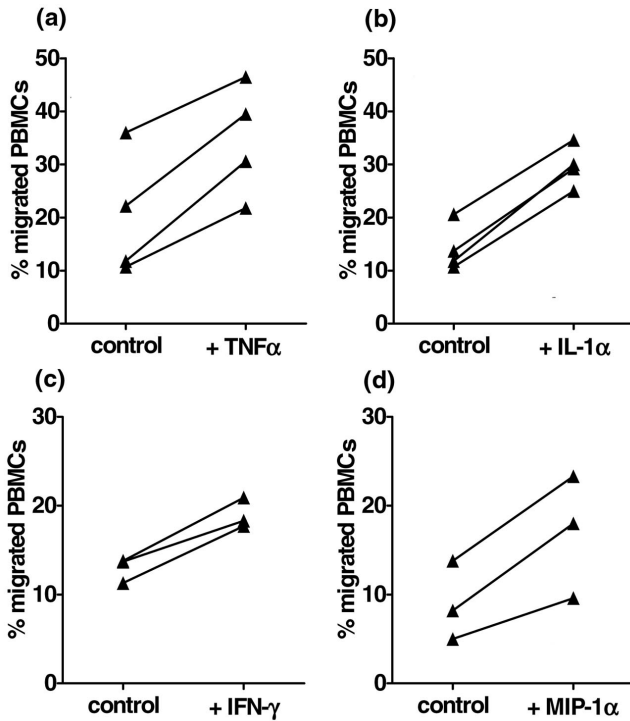 (a)
% migrated PBMCs
50
40
30
20
10
0
control + TNFα
(b)
% migrated PBMCs
50
40
30
20
10
0
control + IL-1α
(c)
% migrated PBMCs
30
20
10
0
control + IFN-γ
(d)
% migrated PBMCs
30
20
10
0
control + MIP-1α